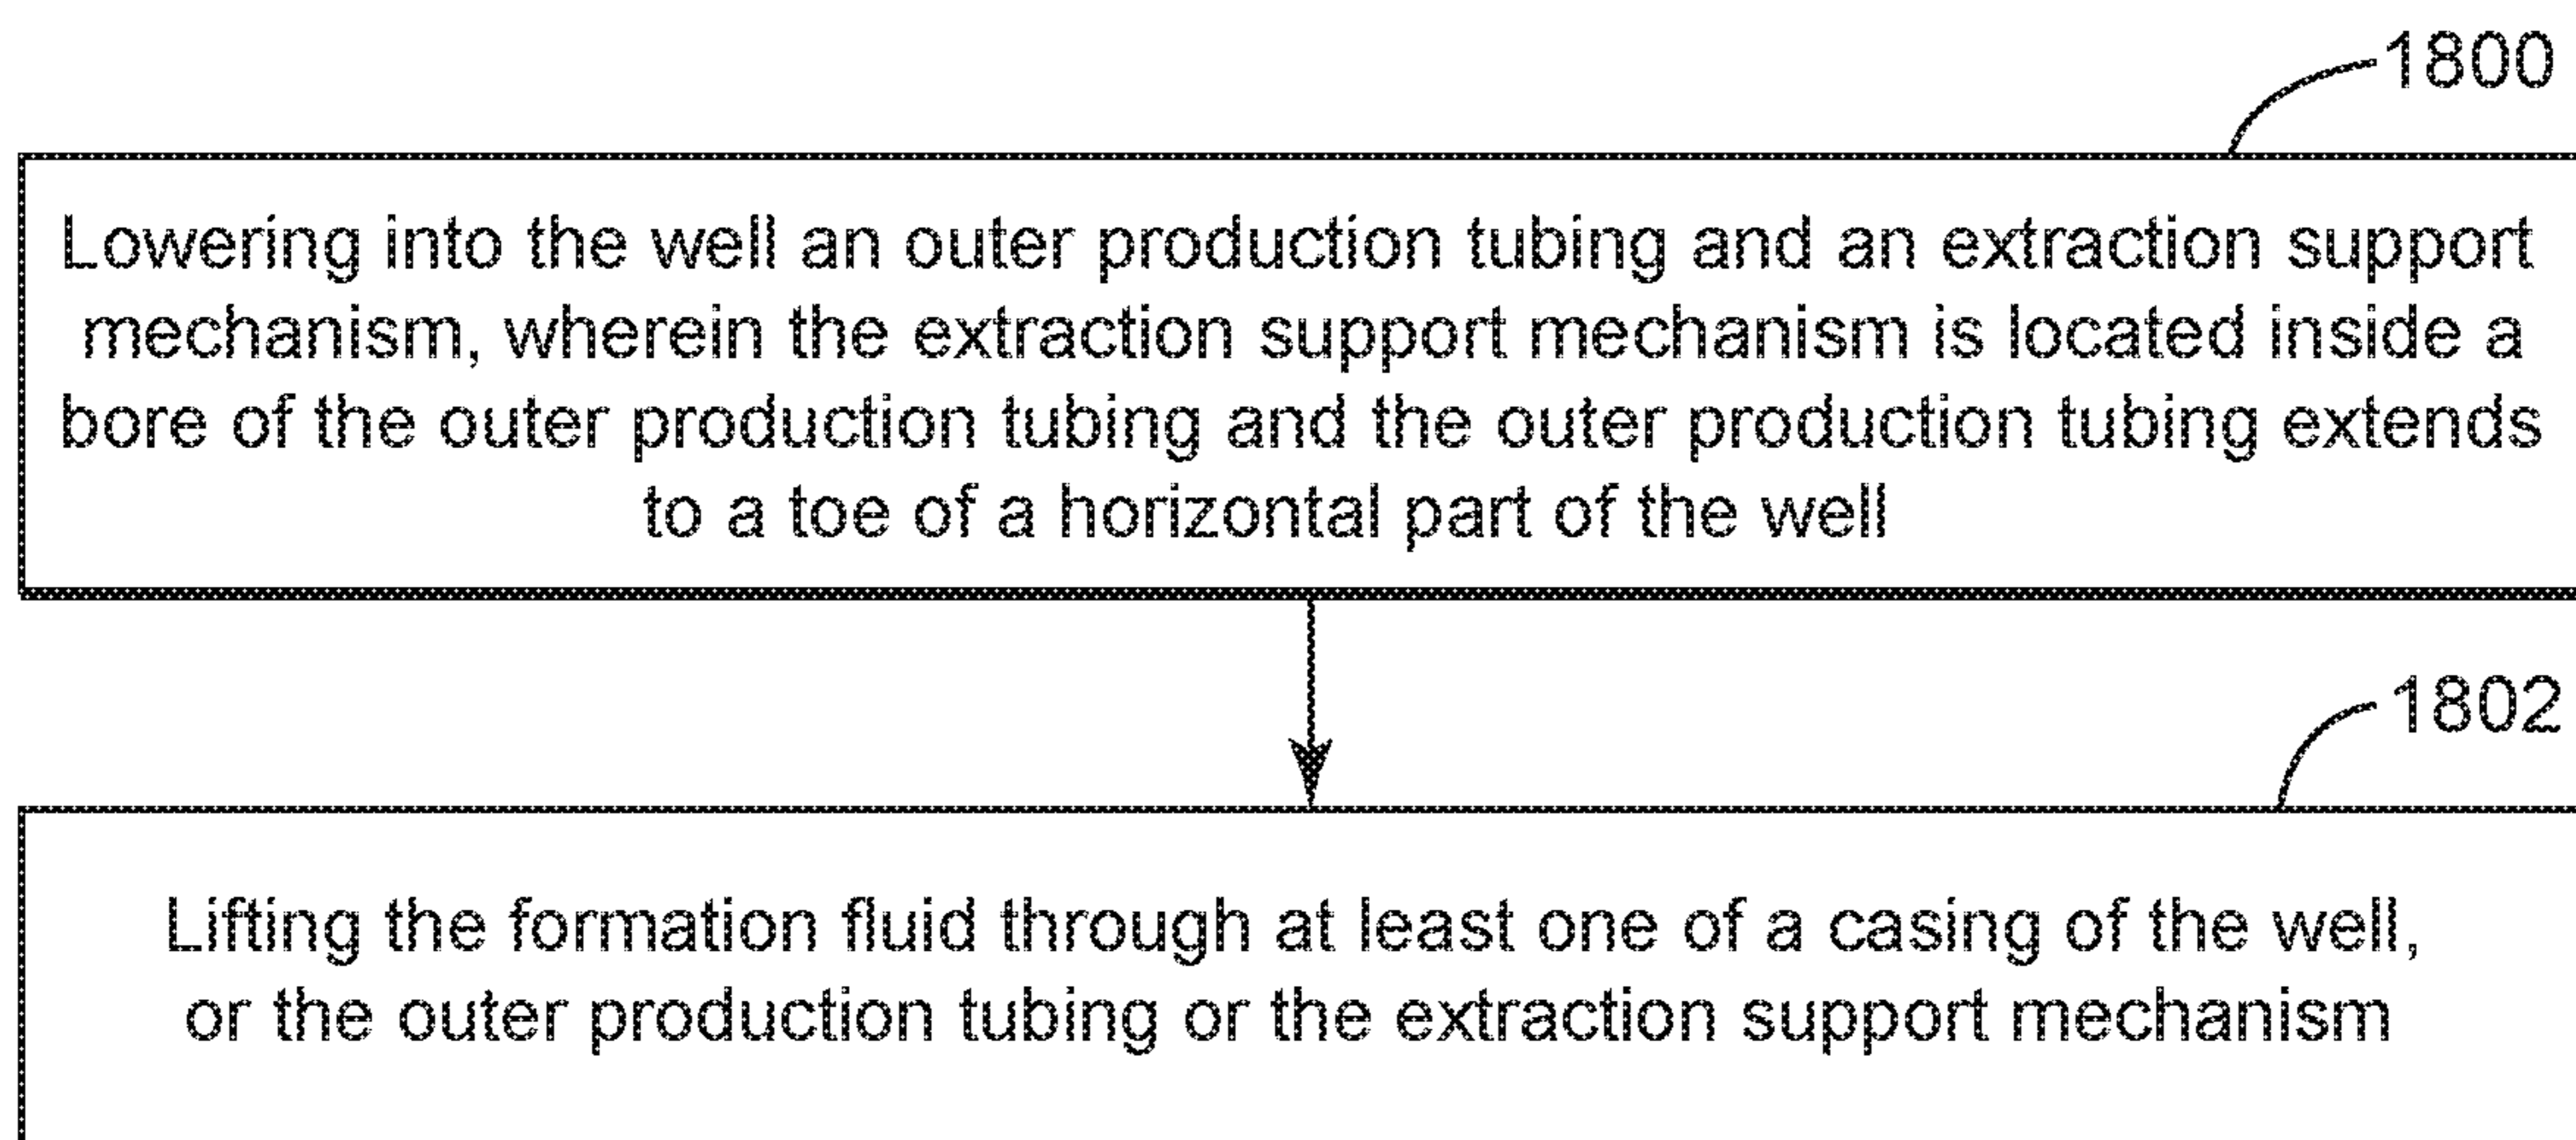 1800
Lowering into the well an outer production tubing and an extraction support
mechanism, wherein the extraction support mechanism is located inside a
bore of the outer production tubing and the outer production tubing extends
to a toe of a horizontal part of the well
1802
Lifting the formation fluid through at least one of a casing of the well,
or the outer production tubing or the extraction support mechanism